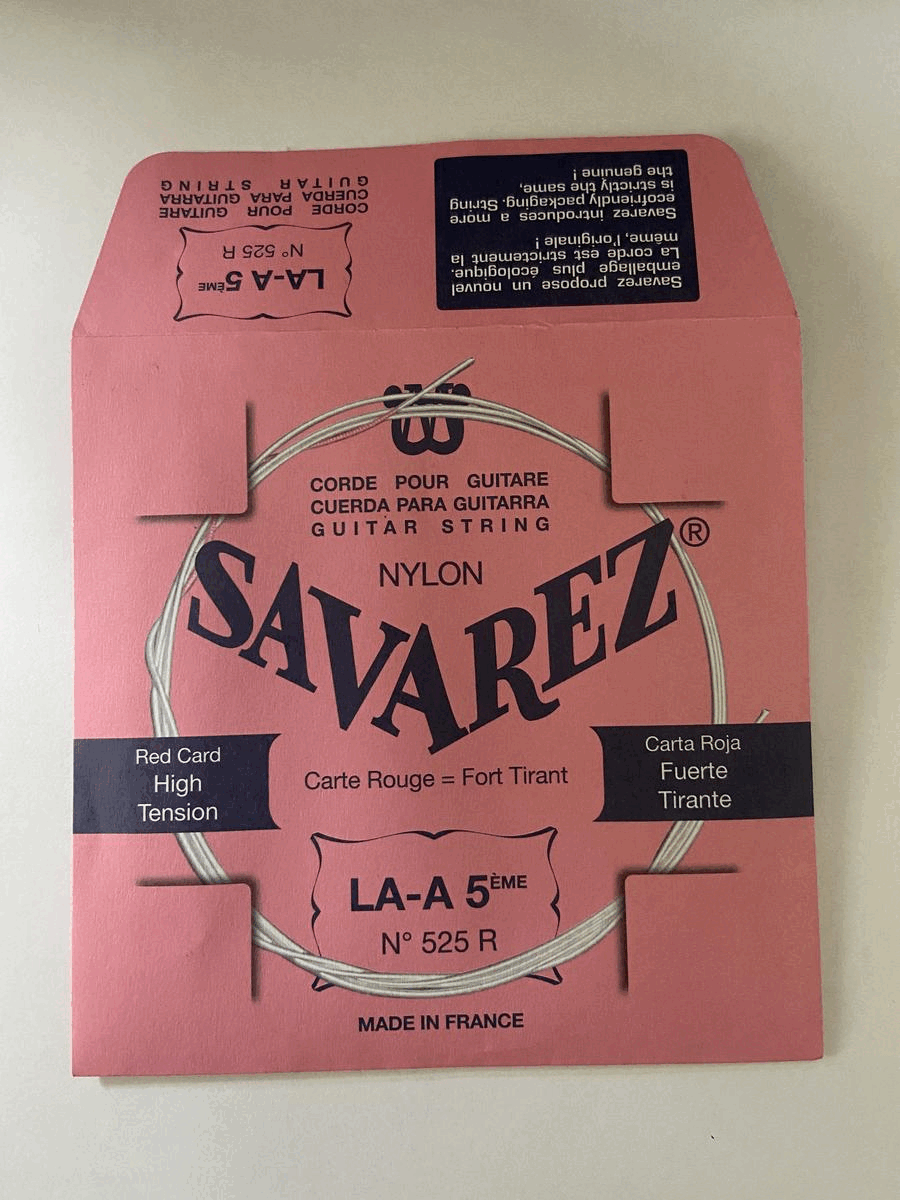 Savarez propose un nouvel
emballage plus écologique.
La corde est strictement la
même, l'originale !
Savarez introduces a more
ecofriendly packaging. String
is strictly the same,
the genuine !
LA-A 5ÈME
N° 525 R
CORDE POUR GUITARE
CUERDA PARA GUITARRA
GUITAR STRING
CORDE POUR GUITARE
CUERDA PARA GUITARRA
GUITAR STRING
NYLON
SAVAREZ®
Red Card
High
Tension
Carte Rouge = Fort Tirant
Carta Roja
Fuerte
Tirante
LA-A 5ÈME
N° 525 R
MADE IN FRANCE